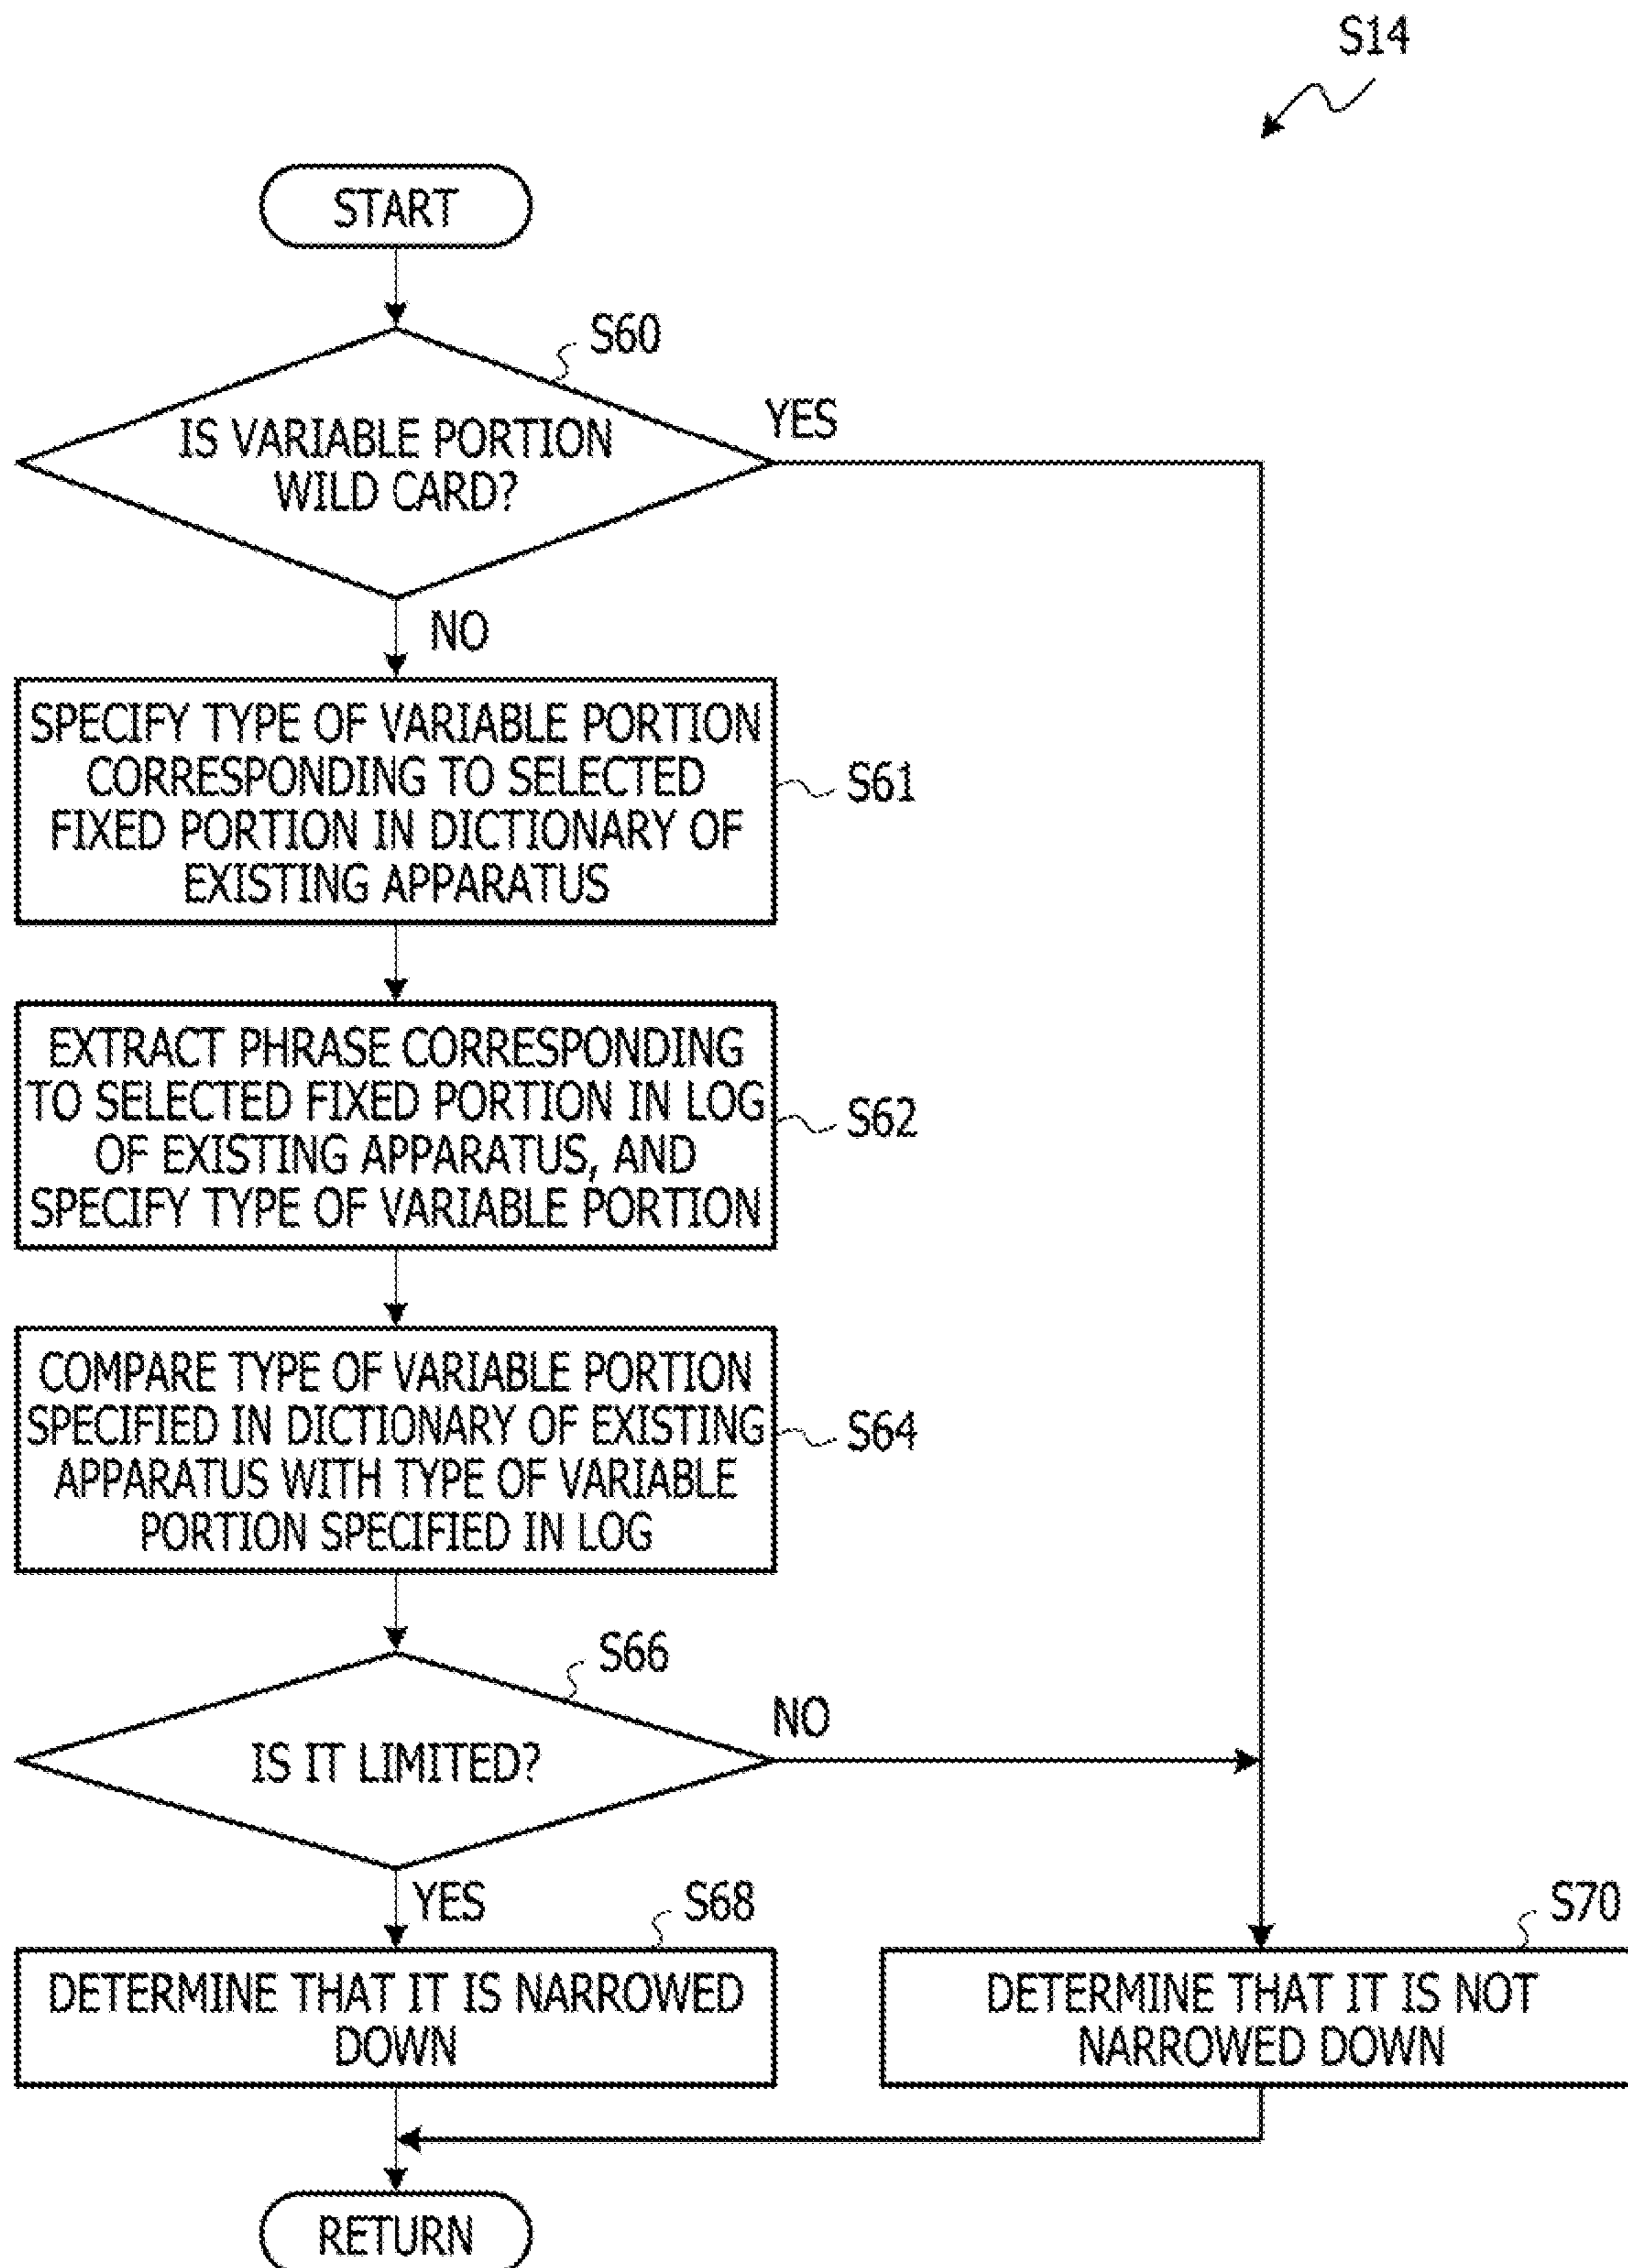 S14
START
S60
IS VARIABLE PORTION
WILD CARD?
YES
NO
SPECIFY TYPE OF VARIABLE PORTION
CORRESPONDING TO SELECTED
FIXED PORTION IN DICTIONARY OF
EXISTING APPARATUS
S61
EXTRACT PHRASE CORRESPONDING
TO SELECTED FIXED PORTION IN LOG
OF EXISTING APPARATUS, AND
SPECIFY TYPE OF VARIABLE PORTION
S62
COMPARE TYPE OF VARIABLE PORTION
SPECIFIED IN DICTIONARY OF EXISTING
APPARATUS WITH TYPE OF VARIABLE
PORTION SPECIFIED IN LOG
S64
S66
IS IT LIMITED?
NO
YES
S68
DETERMINE THAT IT IS NARROWED
DOWN
S70
DETERMINE THAT IT IS NOT
NARROWED DOWN
RETURN